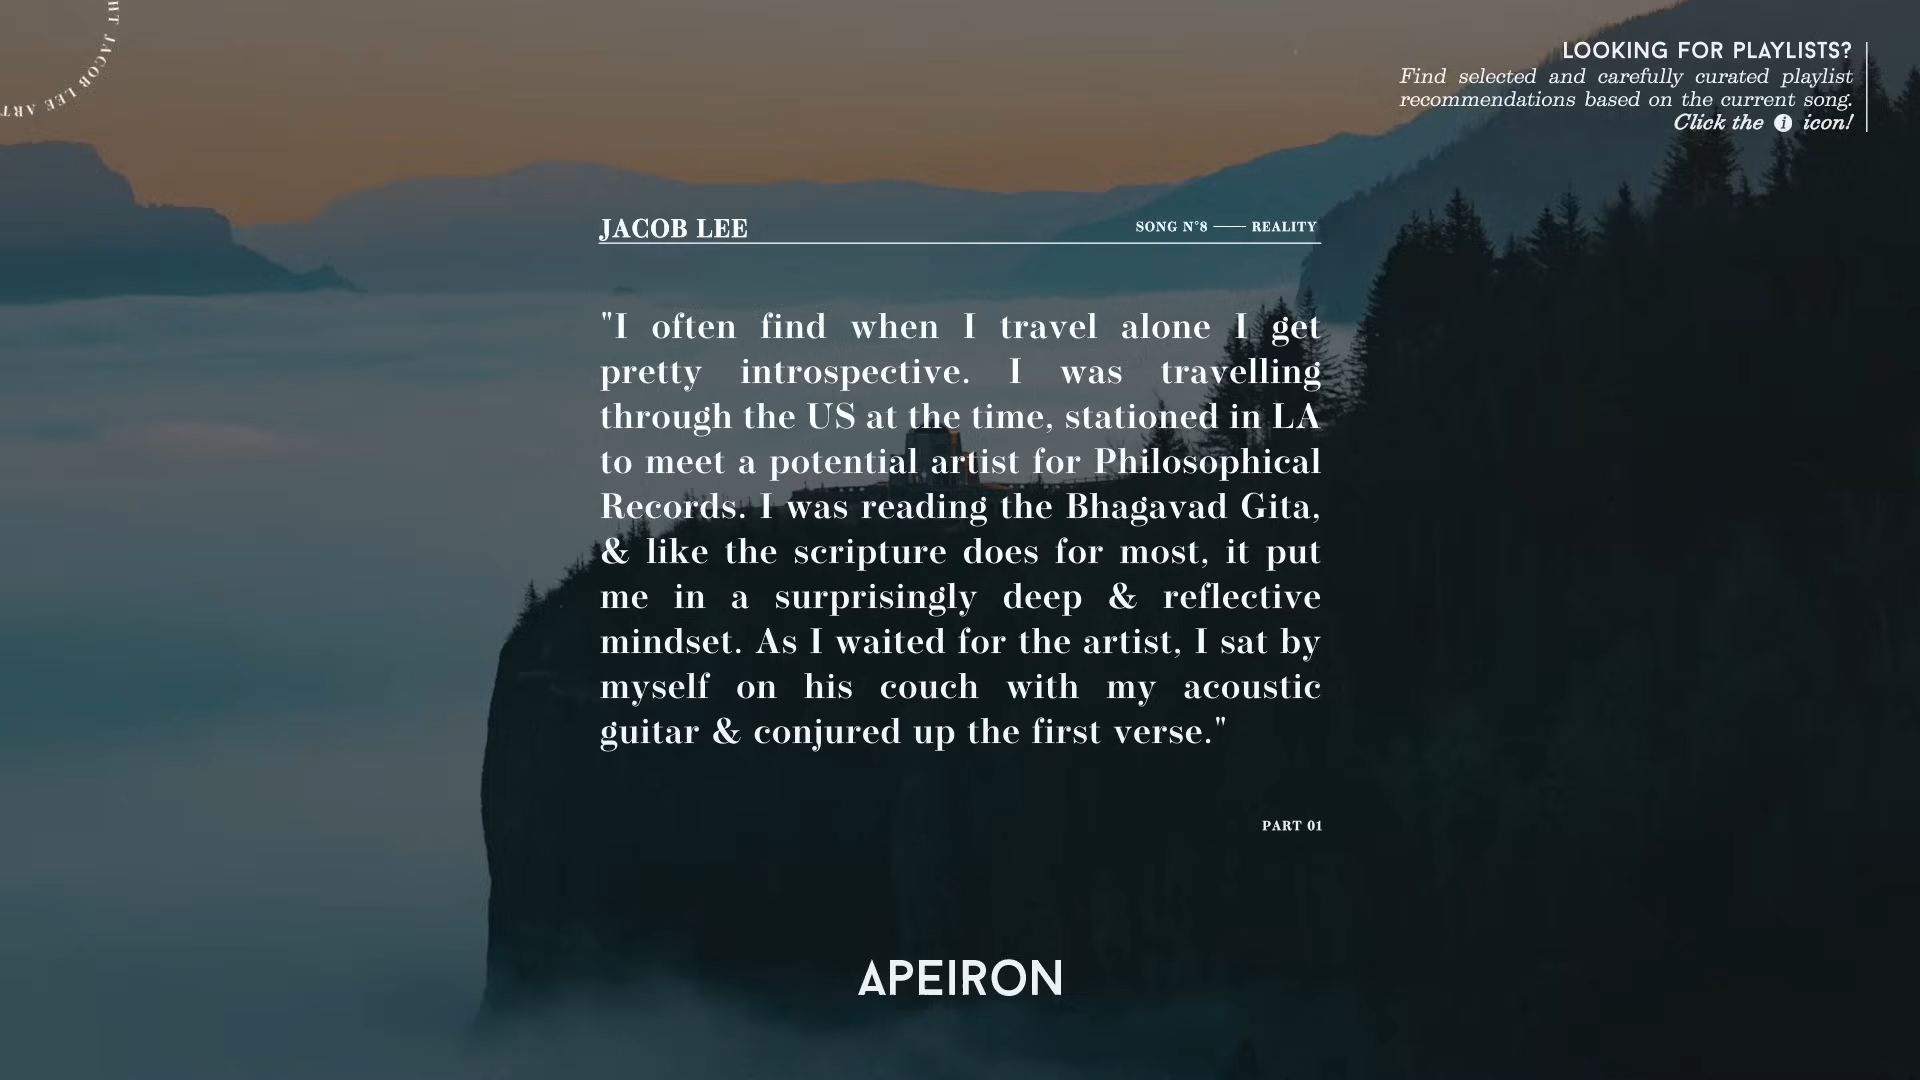 HT JACOB LEE ART
LOOKING FOR PLAYLISTS?
Find selected and carefully curated playlist
recommendations based on the current song.
Click the i icon!
JACOB LEE
SONG N°8 — REALITY
"I often find when I travel alone I get
pretty introspective. I was travelling
through the US at the time, stationed in LA
to meet a potential artist for Philosophical
Records. I was reading the Bhagavad Gita,
& like the scripture does for most, it put
me in a surprisingly deep & reflective
mindset. As I waited for the artist, I sat by
myself on his couch with my acoustic
guitar & conjured up the first verse."
PART 01
APEIRON